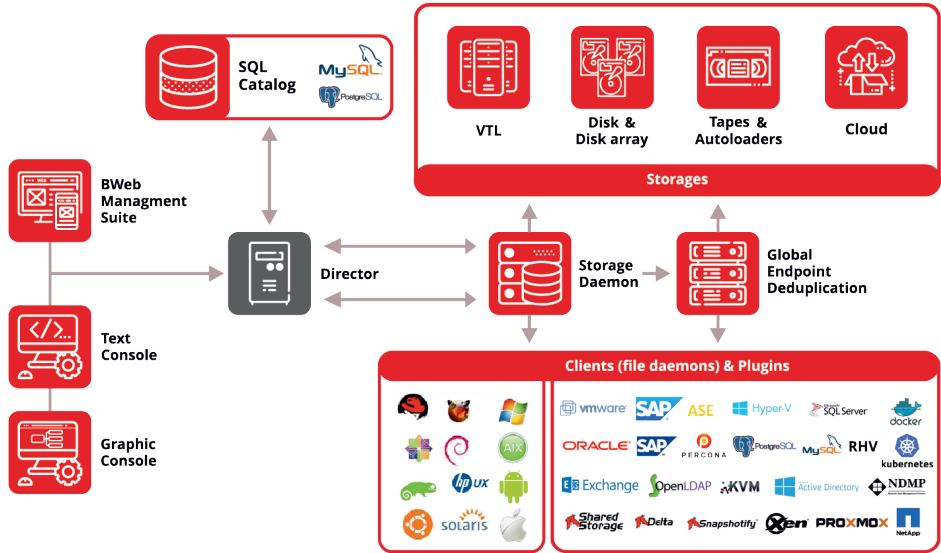 SQL
Catalog
MySQL
PostgreSQL
VTL
Disk &
Disk array
Tapes &
Autoloaders
Cloud
Storages
WEB
BWeb
Managment
Suite
Director
Storage
Daemon
Global
Endpoint
Deduplication
Text
Console
Graphic
Console
Clients (file daemons) & Plugins
AIX
hp UX
solaris
vmware
SAP
ASE
Hyper-V
SQL Server
docker
ORACLE
SAP
PERCONA
PostgreSQL
MySQL
RHV
kubernetes
Exchange
OpenLDAP
KVM
Active Directory
NDMP
Shared
Storage
Delta
Snapshotify
Xen
PROXMOX
NetApp